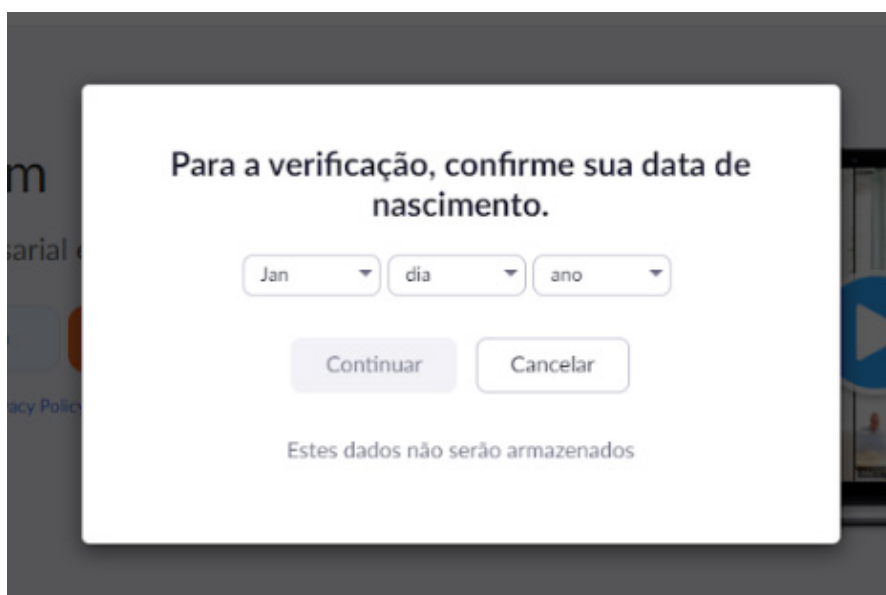 m
Para a verificação, confirme sua data de
nascimento.
sarial e
Jan dia ano
Continuar Cancelar
acy Policy
Estes dados não serão armazenados